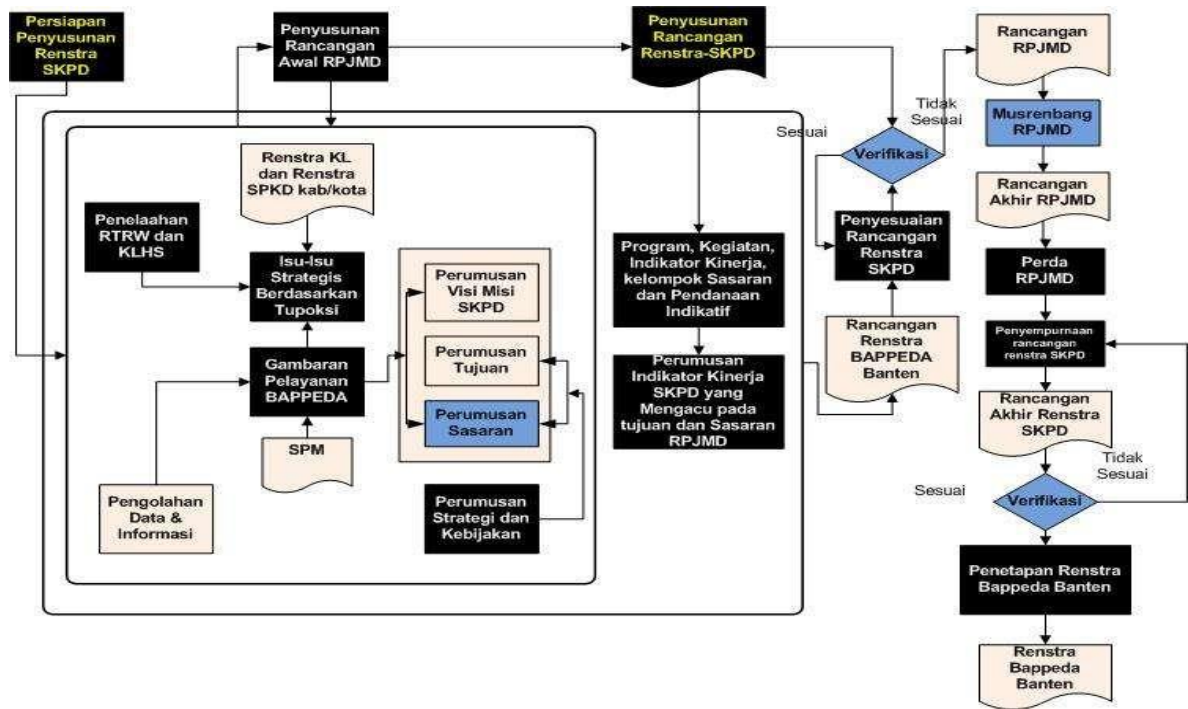 Persiapan
Penyusunan
Renstra
SKPD
Penyusunan
Rancangan
Awal RPJMD
Penyusunan
Rancangan
Renstra-SKPD
Rancangan
RPJMD
Tidak
Sesuai
Sesuai
Verifikasi
Musrenbang
RPJMD
Renstra KL
dan Renstra
SPKD kab/kota
Rancangan
Akhir RPJMD
Penelaahan
RTRW dan
KLHS
Isu-Isu
Strategis
Berdasarkan
Tupoksi
Perumusan
Visi Misi
SKPD
Program, Kegiatan,
Indikator Kinerja,
kelompok Sasaran
dan Pendanaan
Indikatif
Penyesuaian
Rancangan
Renstra
SKPD
Perda
RPJMD
Gambaran
Pelayanan
BAPPEDA
Perumusan
Tujuan
Perumusan
Sasaran
Perumusan
Indikator Kinerja
SKPD yang
Mengacu pada
tujuan dan Sasaran
RPJMD
Rancangan
Renstra
BAPPEDA
Banten
Penyempurnaan
rancangan
renstra SKPD
SPM
Rancangan
Akhir Renstra
SKPD
Tidak
Sesuai
Sesuai
Verifikasi
Pengolahan
Data &
Informasi
Perumusan
Strategi dan
Kebijakan
Penetapan Renstra
Bappeda Banten
Renstra
Bappeda
Banten